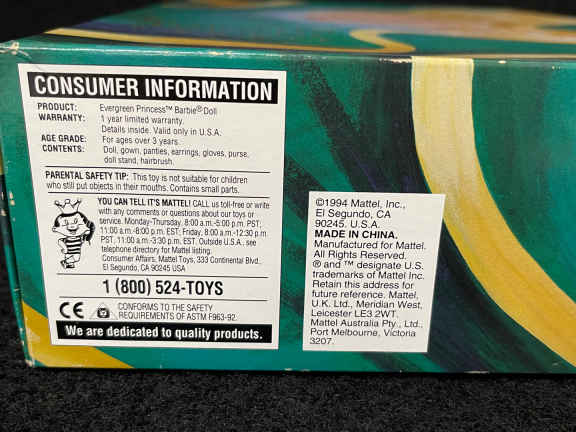 CONSUMER INFORMATION
PRODUCT: Evergreen Princess™ Barbie® Doll
WARRANTY: 1 year limited warranty.
Details inside. Valid only in U.S.A.
AGE GRADE: For ages over 3 years.
CONTENTS: Doll, gown, panties, earrings, gloves, purse,
doll stand, hairbrush.
PARENTAL SAFETY TIP: This toy is not suitable for children
who still put objects in their mouths. Contains small parts.
YOU CAN TELL IT'S MATTEL! CALL us toll-free or write
with any comments or questions about our toys or
service. Monday-Thursday, 8:00 a.m.-5:00 p.m. PST;
11:00 a.m.-8:00 p.m. EST; Friday, 8:00 a.m.-12:30 p.m.
PST, 11:00 a.m.-3:30 p.m. EST. Outside U.S.A., see
telephone directory for Mattel listing.
Consumer Affairs, Mattel Toys, 333 Continental Blvd.,
El Segundo, CA 90245 USA
1 (800) 524-TOYS
CE CONFORMS TO THE SAFETY
REQUIREMENTS OF ASTM F963-92.
We are dedicated to quality products.
©1994 Mattel, Inc.,
El Segundo, CA
90245. U.S.A.
MADE IN CHINA.
Manufactured for Mattel.
All Rights Reserved.
® and ™ designate U.S.
trademarks of Mattel, Inc.
Retain this address for
future reference. Mattel,
U.K. Ltd., Meridian West,
Leicester LE3 2WT.
Mattel Australia Pty., Ltd.,
Port Melbourne, Victoria
3207.